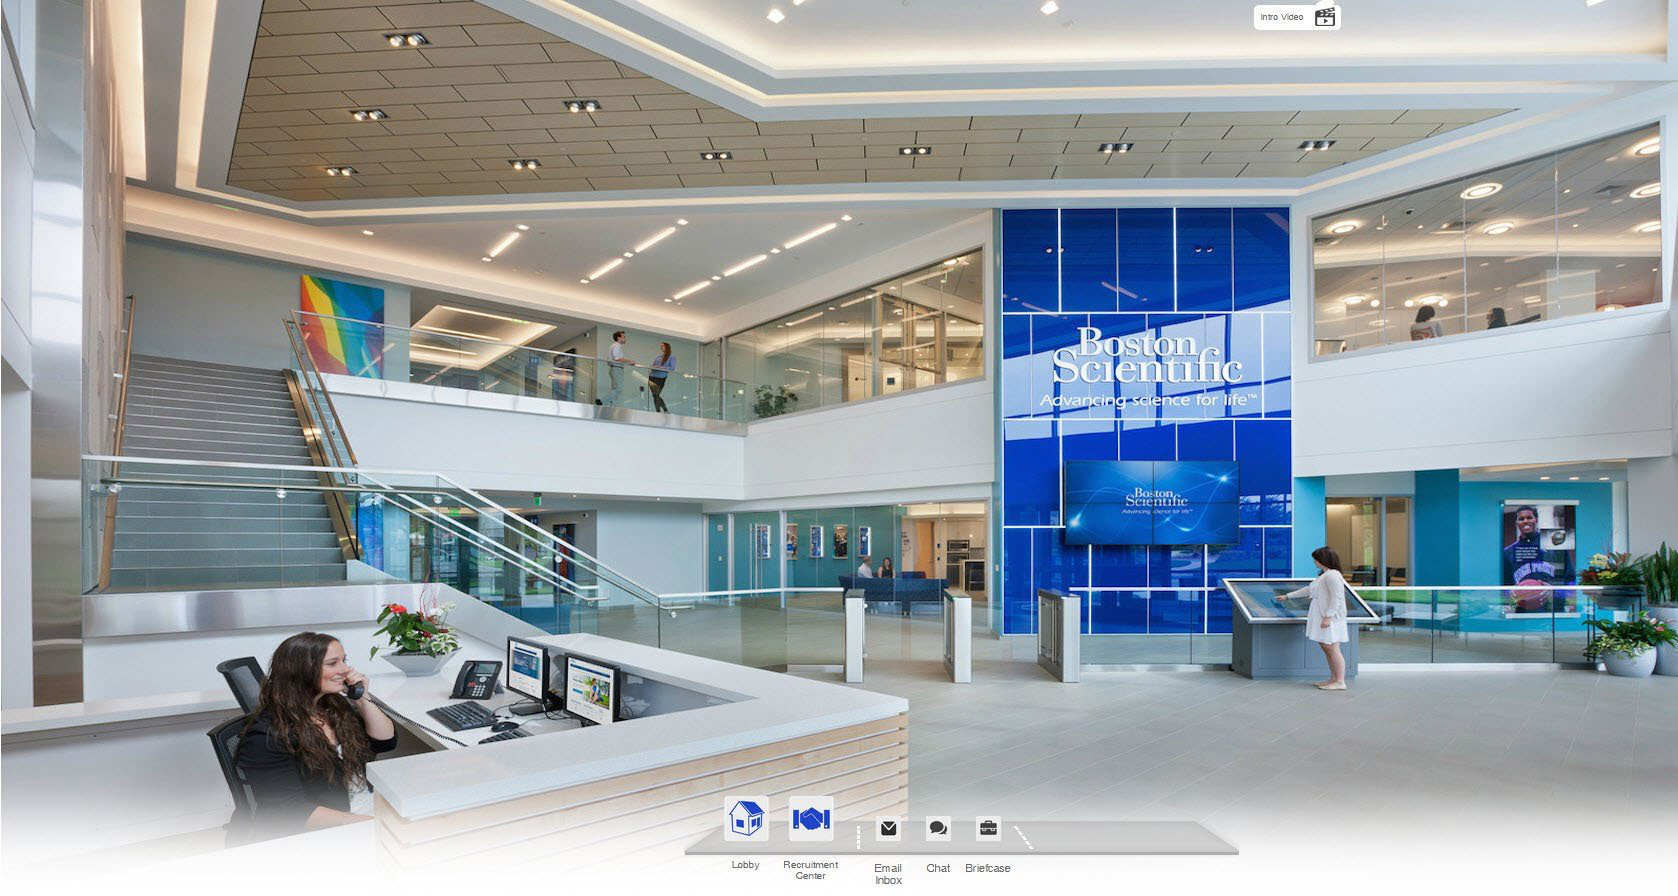 Intro Video
Boston
Scientific
Advancing science for life™
Boston
Scientific
Advancing science for life™
Lobby
Recruitment
Center
Email
Inbox
Chat
Briefcase